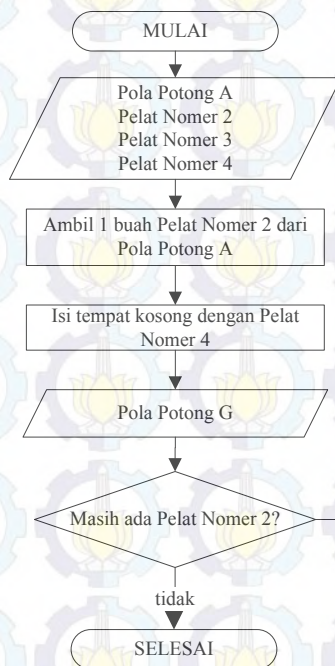 MULAI
Pola Potong A
Pelat Nomer 2
Pelat Nomer 3
Pelat Nomer 4
Ambil 1 buah Pelat Nomer 2 dari
Pola Potong A
Isi tempat kosong dengan Pelat
Nomer 4
Pola Potong G
Masih ada Pelat Nomer 2?
tidak
SELESAI